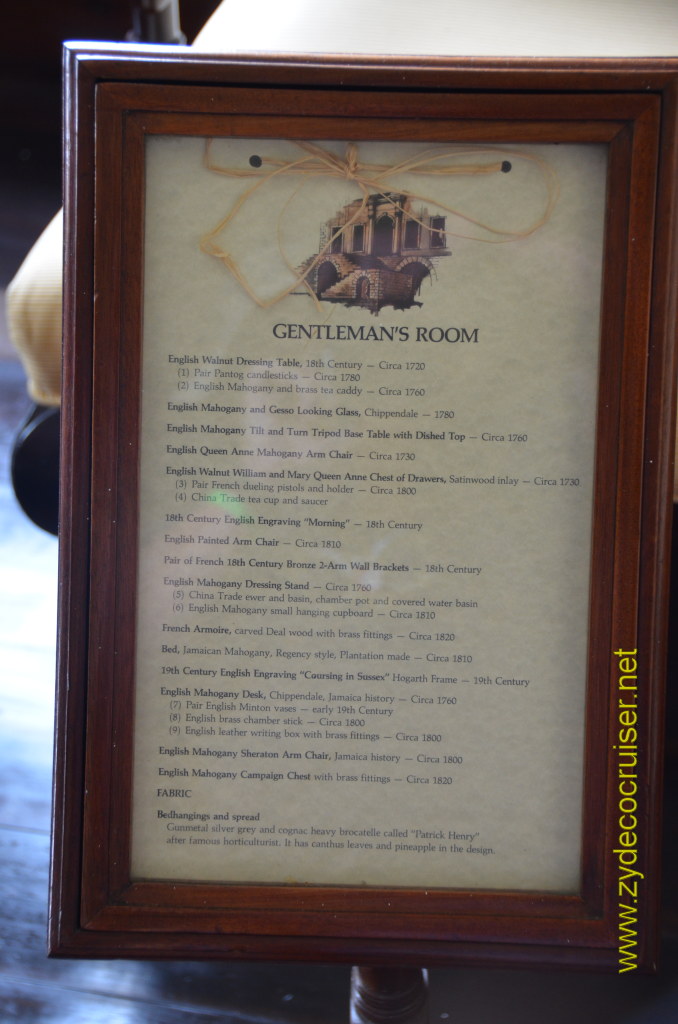 GENTLEMAN'S ROOM
English Walnut Dressing Table, 18th Century — Circa 1720
(1) Pair Pantog candlesticks — Circa 1780
(2) English Mahogany and brass tea caddy — Circa 1760
English Mahogany and Gesso Looking Glass, Chippendale — 1780
English Mahogany Tilt and Turn Tripod Base Table with Dished Top — Circa 1760
English Queen Anne Mahogany Arm Chair — Circa 1730
English Walnut William and Mary Queen Anne Chest of Drawers, Satinwood inlay — Circa 1730
(3) Pair French dueling pistols and holder — Circa 1800
(4) China Trade tea cup and saucer
18th Century English Engraving "Morning" — 18th Century
English Painted Arm Chair — Circa 1810
Pair of French 18th Century Bronze 2-Arm Wall Brackets — 18th Century
English Mahogany Dressing Stand — Circa 1760
(5) China Trade ewer and basin, chamber pot and covered water basin
(6) English Mahogany small hanging cupboard — Circa 1810
French Armoire, carved Deal wood with brass fittings — Circa 1820
Bed, Jamaican Mahogany, Regency style, Plantation made — Circa 1810
19th Century English Engraving "Coursing in Sussex" Hogarth Frame — 19th Century
English Mahogany Desk, Chippendale, Jamaica history — Circa 1760
(7) Pair English Minton vases — early 19th Century
(8) English brass chamber stick — Circa 1800
(9) English leather writing box with brass fittings — Circa 1800
English Mahogany Sheraton Arm Chair, Jamaica history — Circa 1800
English Mahogany Campaign Chest with brass fittings — Circa 1820
FABRIC
Bedhangings and spread
Gunmetal silver grey and cognac heavy brocatelle called "Patrick Henry"
after famous horticulturist. It has canthus leaves and pineapple in the design.
www.zydecocruiser.net